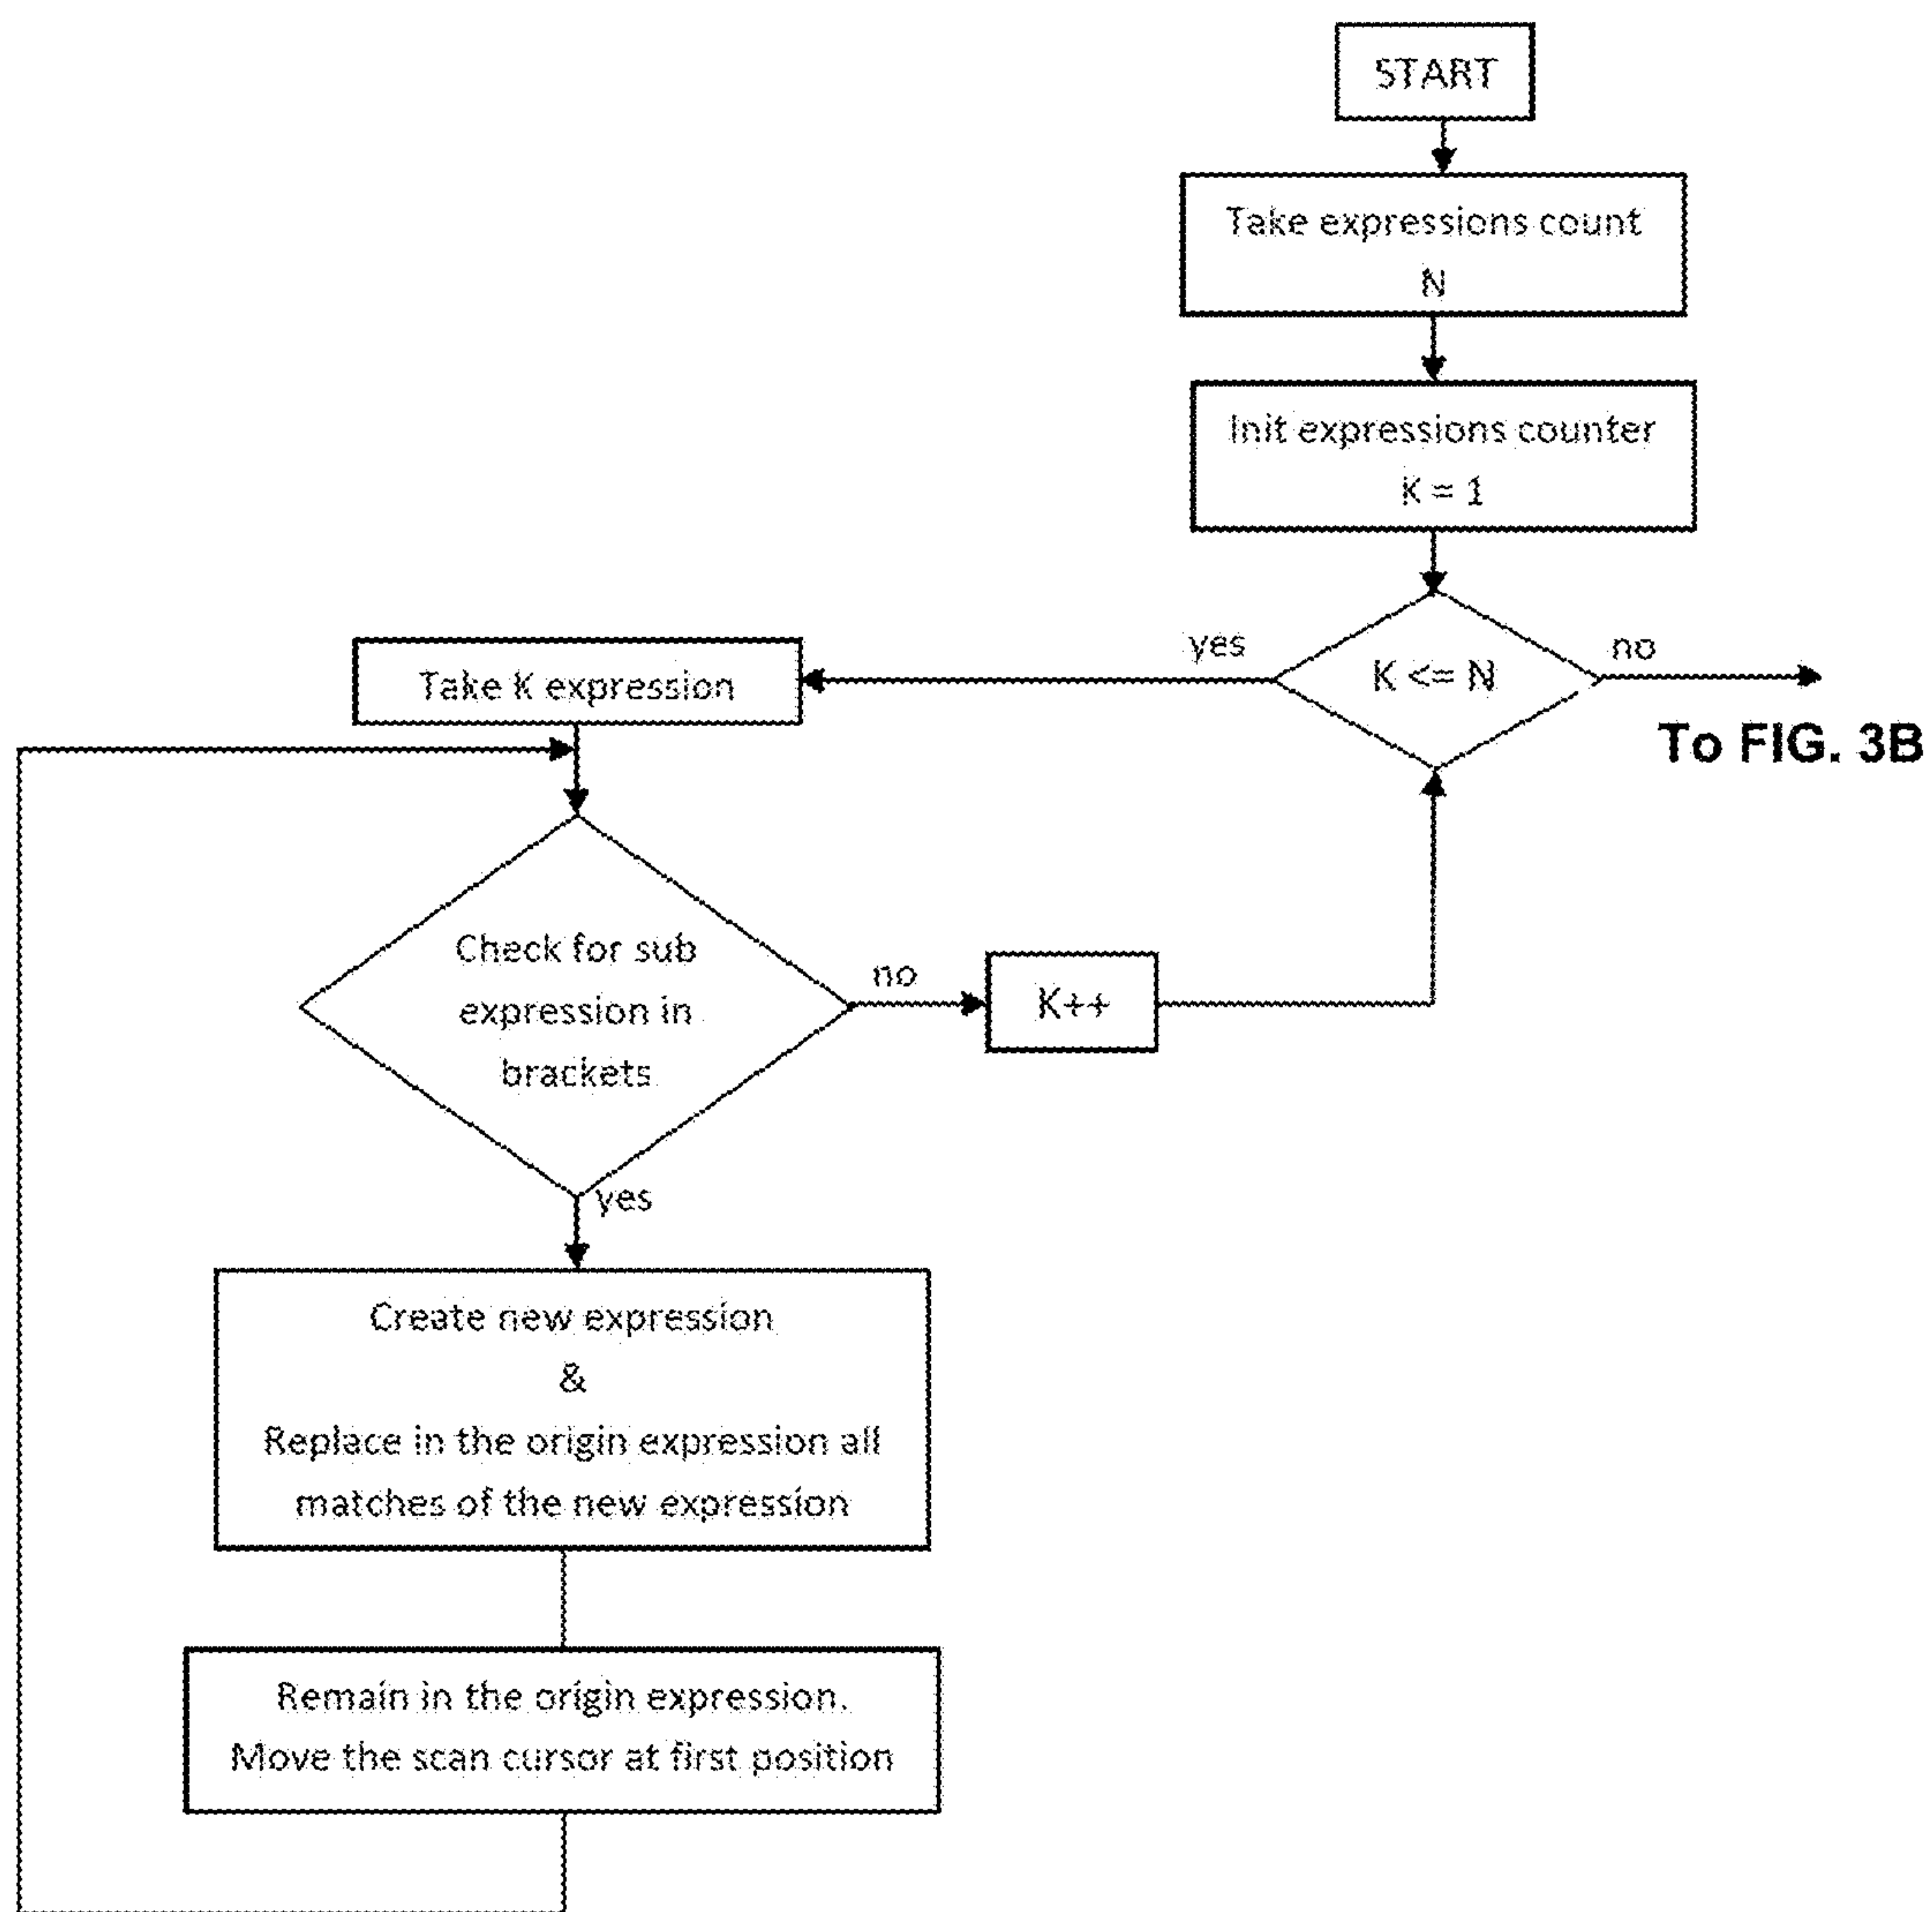 START
Take expressions count
N
Init expressions counter
K = 1
K <= N
yes
no
To FIG. 3B
Take K expression
Check for sub
expression in
brackets
no
K++
yes
Create new expression
&
Replace in the origin expression all
matches of the new expression
Remain in the origin expression.
Move the scan cursor at first position